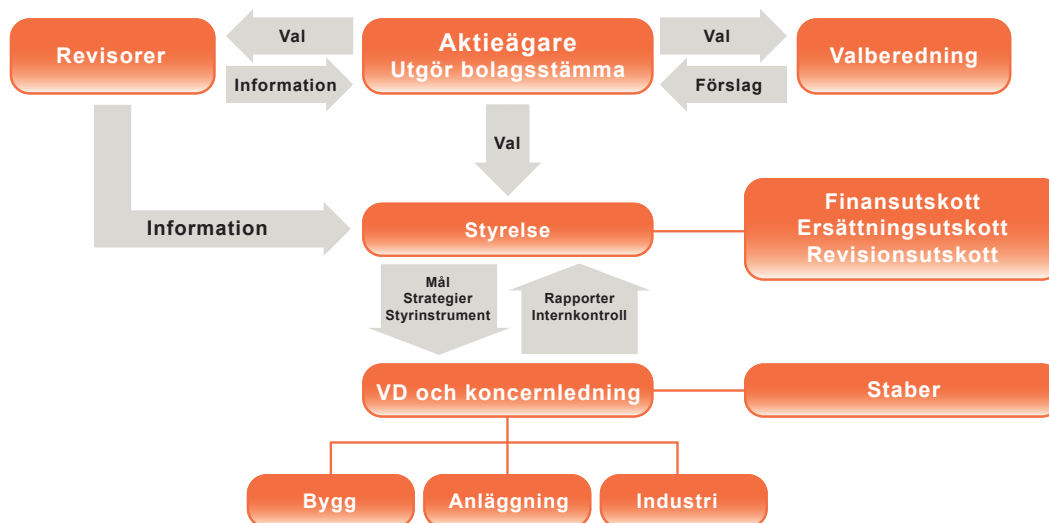 Revisorer
Val
Information
Aktieägare
Utgör bolagsstämma
Val
Förslag
Valberedning
Val
Information
Styrelse
Finansutskott
Ersättningsutskott
Revisionsutskott
Mål
Strategier
Styrinstrument
Rapporter
Internkontroll
VD och koncernledning
Staber
Bygg
Anläggning
Industri